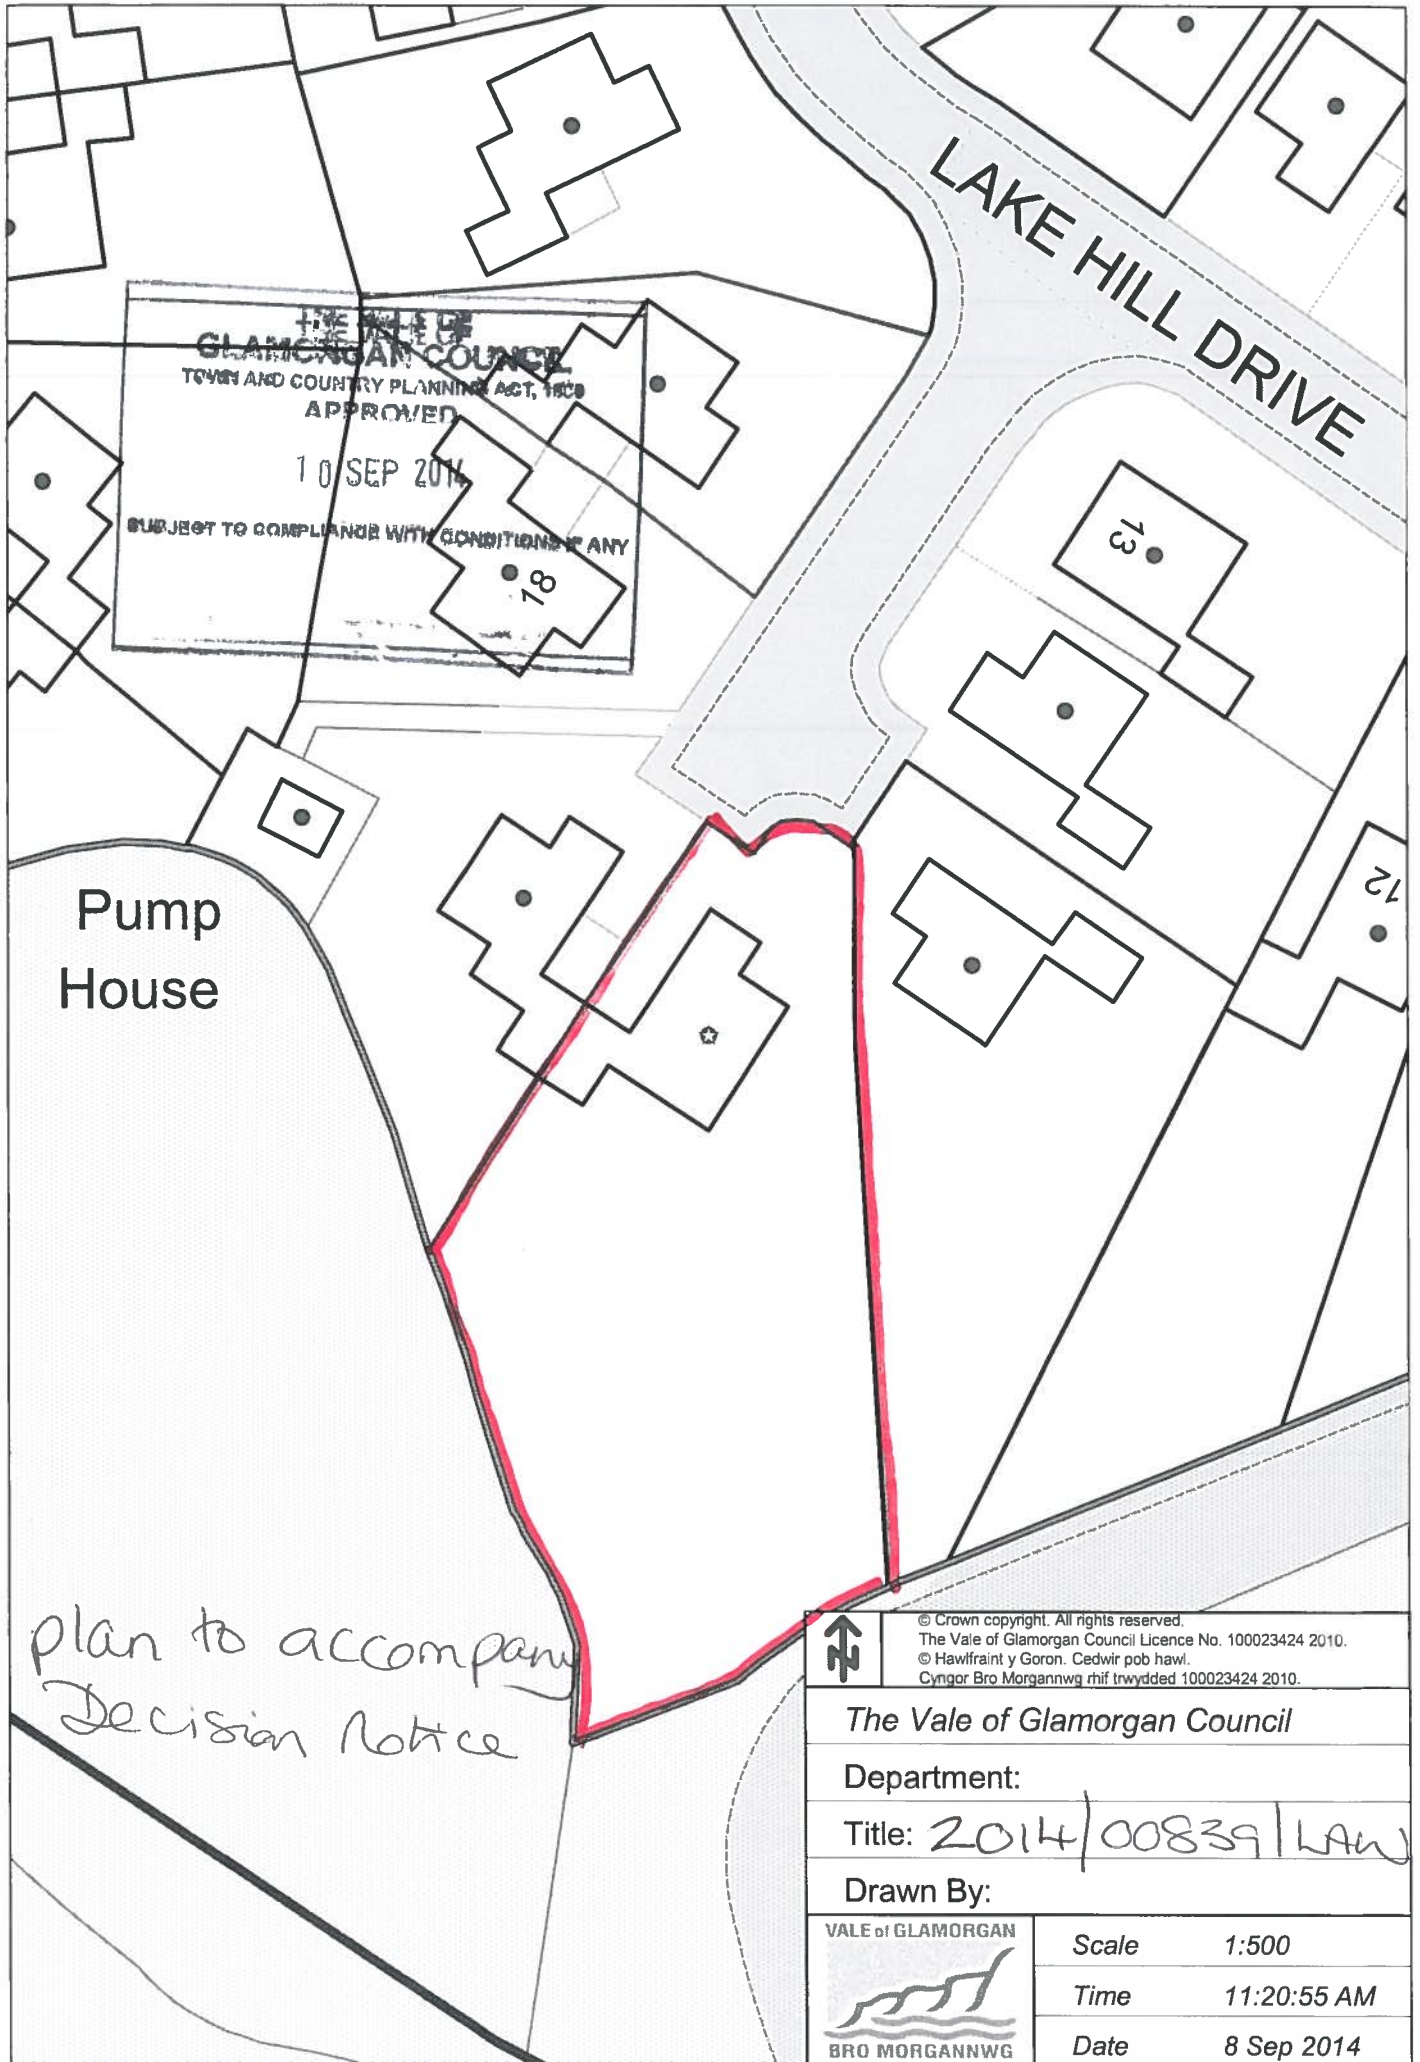 LAKE HILL DRIVE
THE VALE OF
GLAMORGAN COUNCIL
TOWN AND COUNTRY PLANNING ACT,
APPROVED
10 SEP 2014
SUBJECT TO COMPLIANCE WITH CONDITIONS IF ANY
18
13
12
Pump
House
plan to accompany
Decision Notice
N
© Crown copyright. All rights reserved.
The Vale of Glamorgan Council Licence No. 100023424 2010.
© Hawlfraint y Goron. Cedwir pob hawl.
Cyngor Bro Morgannwg rhif trwydded 100023424 2010.
The Vale of Glamorgan Council
Department:
Title: 2014/00839/LAW
Drawn By:
VALE of GLAMORGAN
BRO MORGANNWG
Scale 1:500
Time 11:20:55 AM
Date 8 Sep 2014